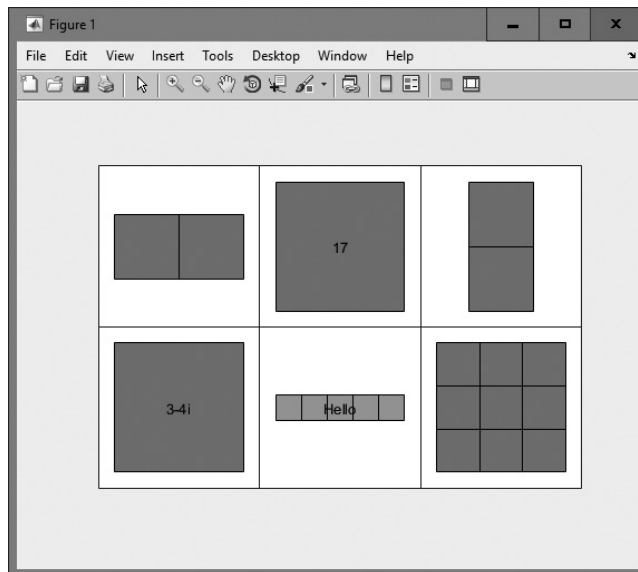 Figure 1
File Edit View Insert Tools Desktop Window Help
17
3-4i
Hello